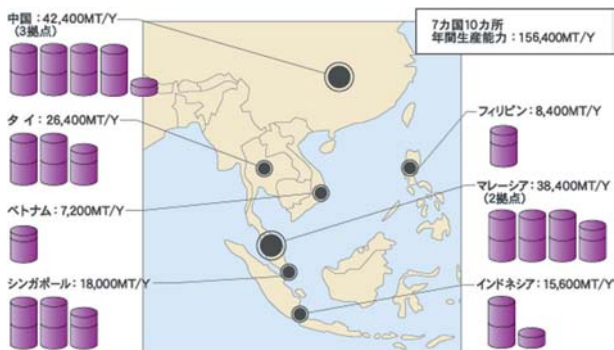 中国：42,400MT/Y
(3拠点)
7カ国10カ所
年間生産能力：156,400MT/Y
タイ：26,400MT/Y
フィリピン：8,400MT/Y
ベトナム：7,200MT/Y
マレーシア：38,400MT/Y
(2拠点)
シンガポール：18,000MT/Y
インドネシア：15,600MT/Y